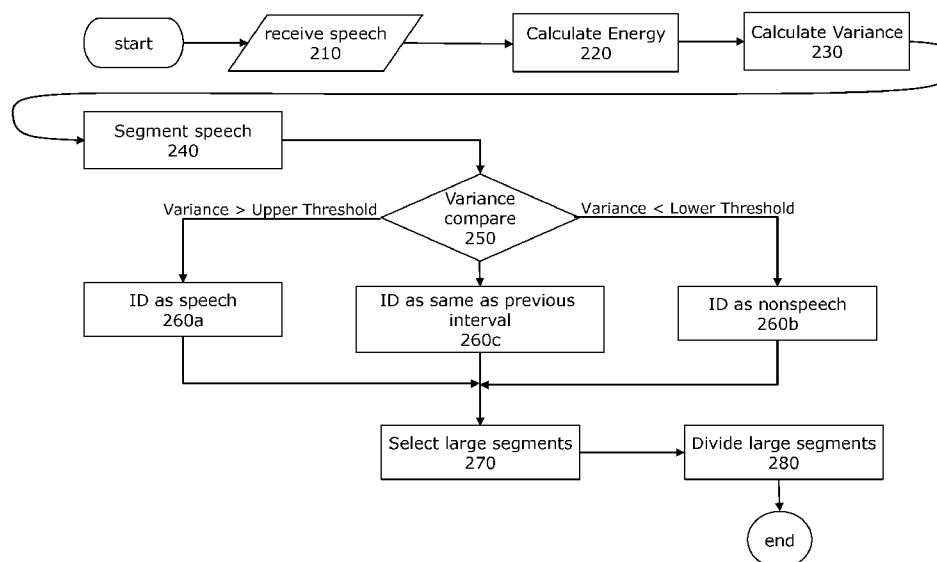 start
receive speech
210
Calculate Energy
220
Calculate Variance
230
Segment speech
240
Variance
compare
250
Variance > Upper Threshold
Variance < Lower Threshold
ID as speech
260a
ID as same as previous
interval
260c
ID as nonspeech
260b
Select large segments
270
Divide large segments
280
end